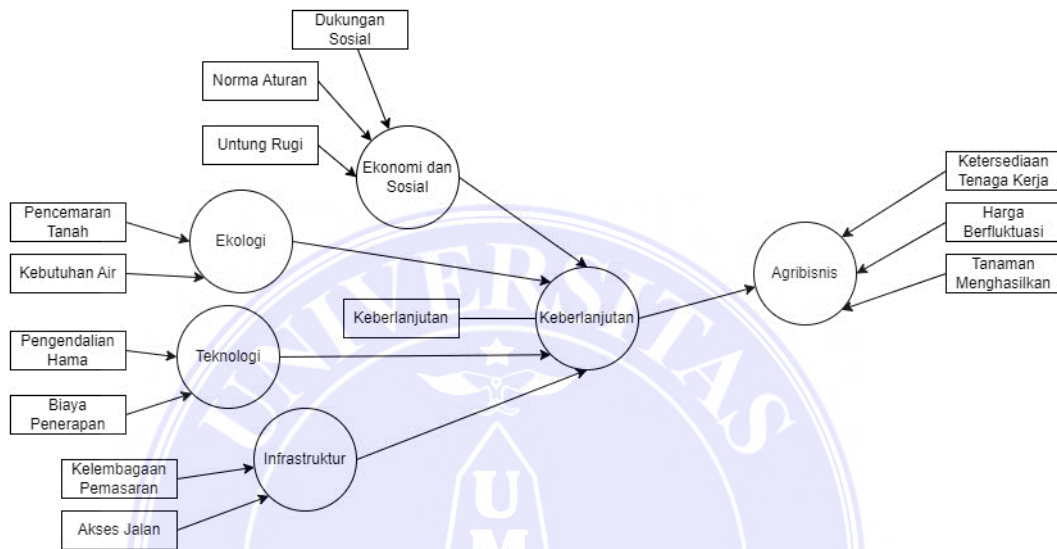 Dukungan
Sosial
Norma Aturan
Untung Rugi
Ekonomi dan
Sosial
Ketersediaan
Tenaga Kerja
Pencemaran
Tanah
Ekologi
Harga
Berfluktuasi
Kebutuhan Air
Agribisnis
Tanaman
Menghasilkan
Keberlanjutan
Keberlanjutan
Pengendalian
Hama
Teknologi
Biaya
Penerapan
Infrastruktur
Kelembagaan
Pemasaran
Akses Jalan
UNIVERSITAS
U
M